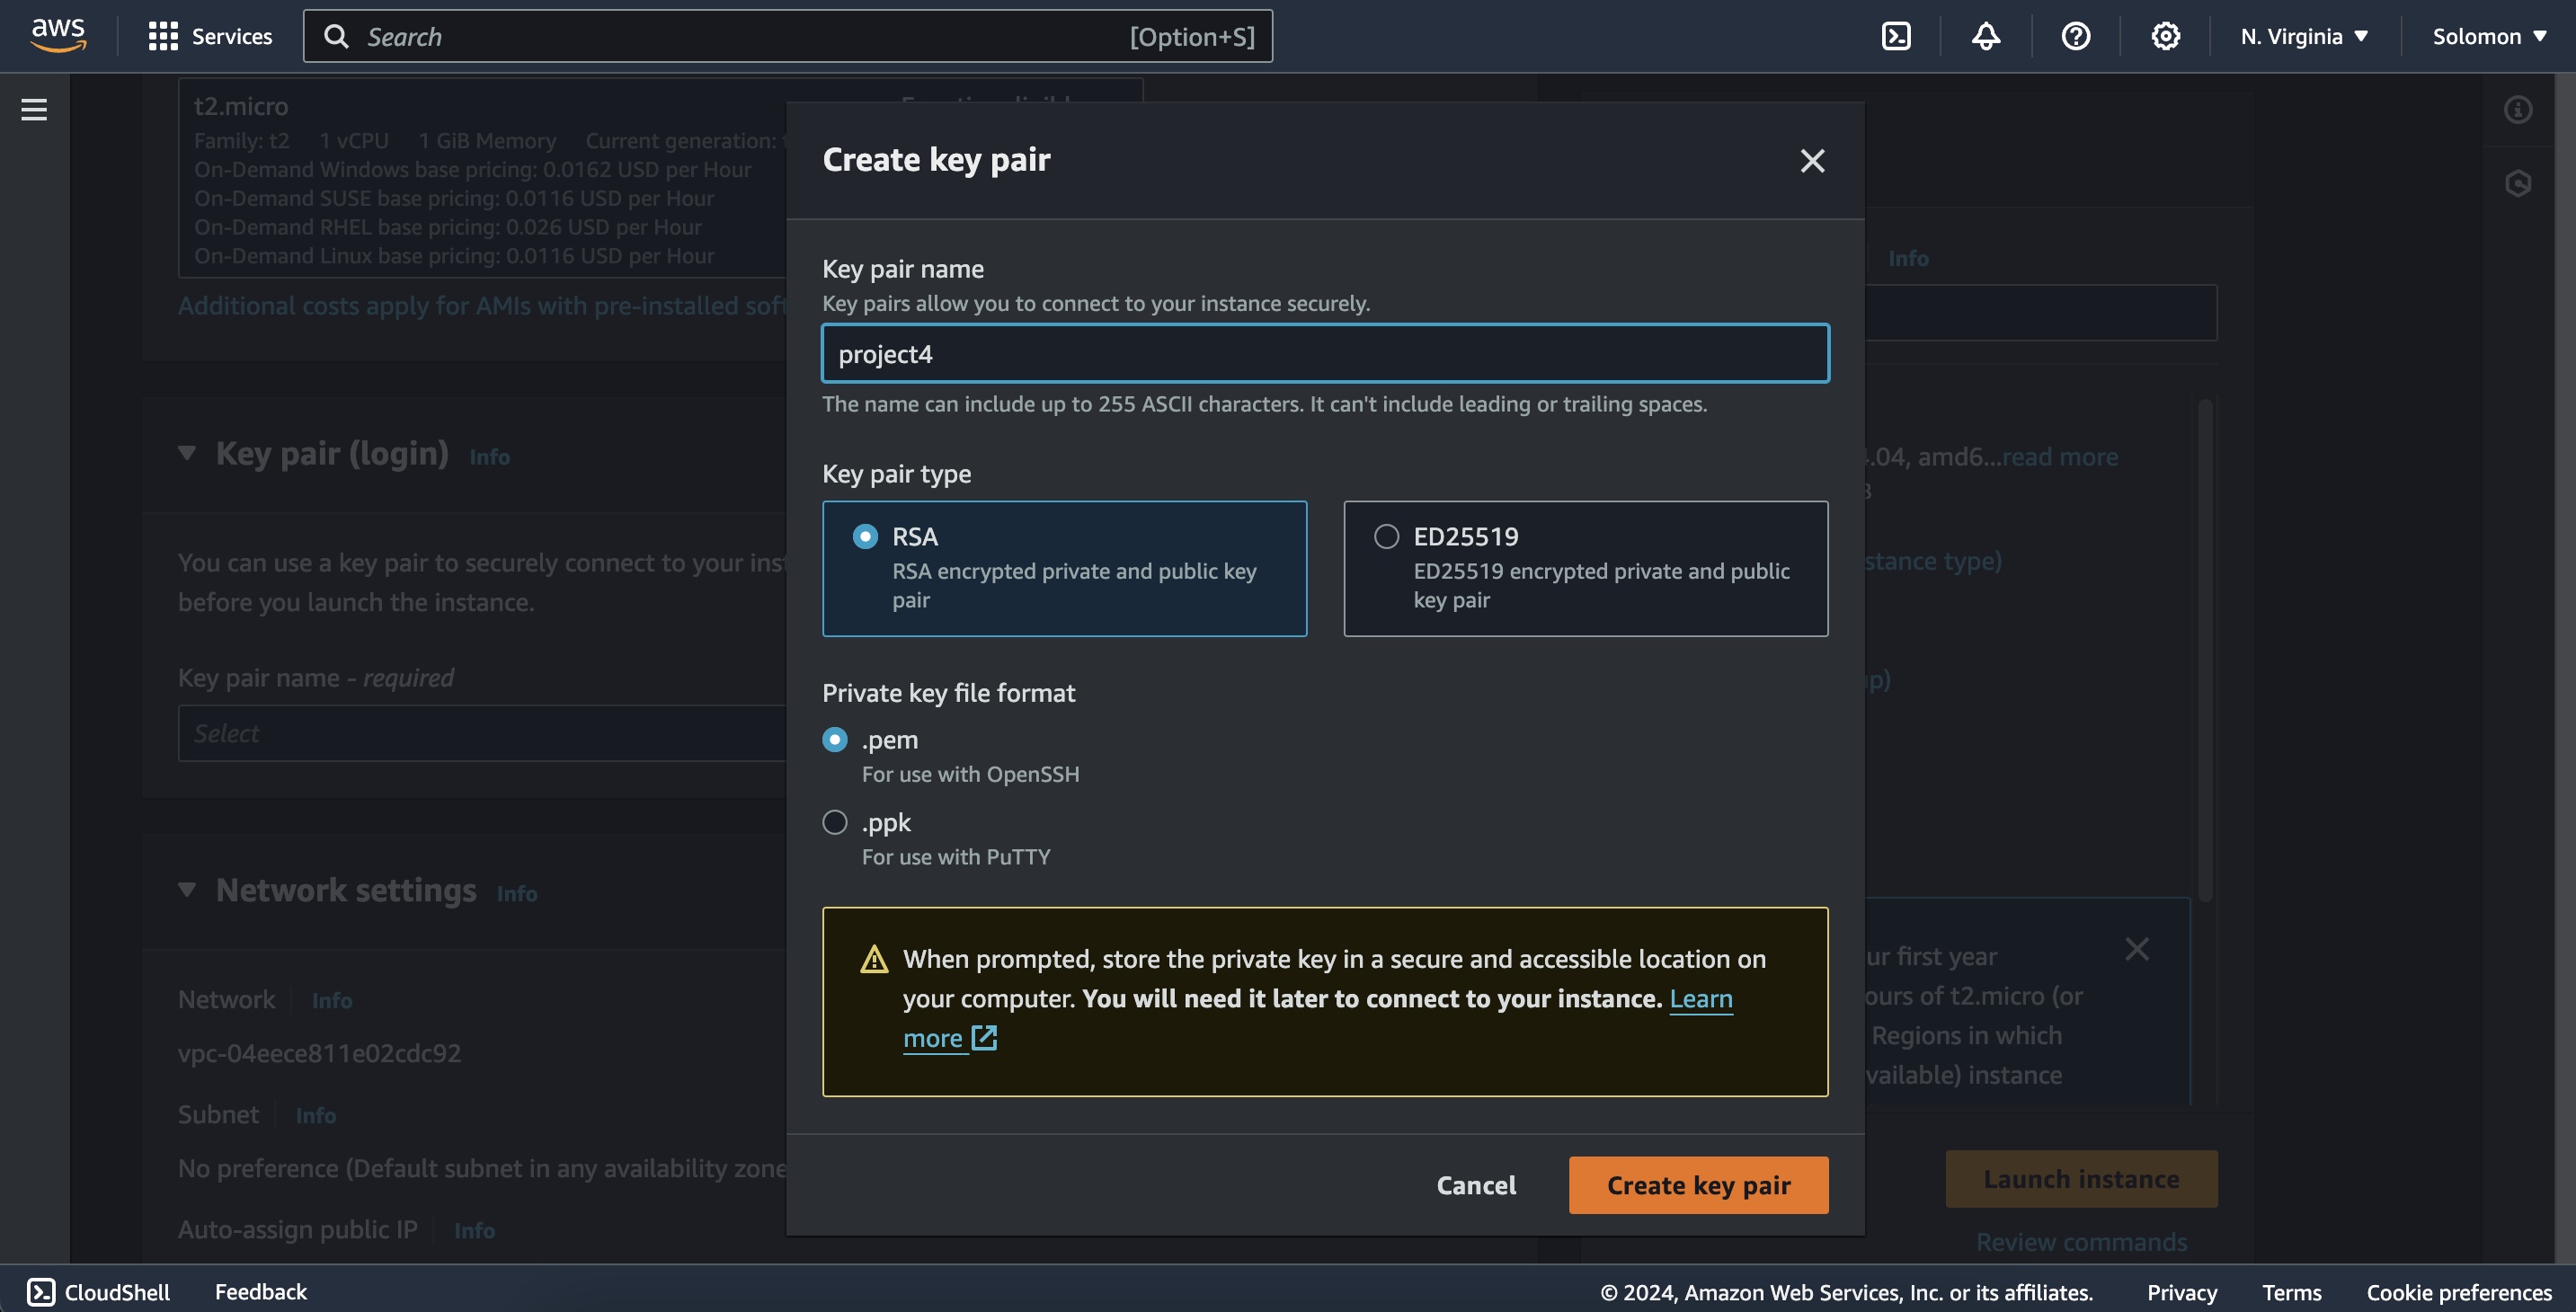 aws
Services
Search
[Option+S]
N. Virginia
Solomon
t2.micro
Family: t2 1 vCPU 1 GiB Memory Current generation:
On-Demand Windows base pricing: 0.0162 USD per Hour
On-Demand SUSE base pricing: 0.0116 USD per Hour
On-Demand RHEL base pricing: 0.026 USD per Hour
On-Demand Linux base pricing: 0.0116 USD per Hour
Additional costs apply for AMIs with pre-installed
Key pair (login) Info
You can use a key pair to securely connect to your
before you launch the instance.
Key pair name - required
Select
Network settings Info
Network Info
vpc-04eece811e02cdc92
Subnet Info
No preference (Default subnet in any availability zone
Auto-assign public IP Info
Create key pair
Key pair name
Key pairs allow you to connect to your instance securely.
project4
The name can include up to 255 ASCII characters. It can't include leading or trailing spaces.
Key pair type
RSA
RSA encrypted private and public key
pair
ED25519
ED25519 encrypted private and public
key pair
Private key file format
.pem
For use with OpenSSH
.ppk
For use with PuTTY
When prompted, store the private key in a secure and accessible location on
your computer. You will need it later to connect to your instance. Learn
more
Cancel
Create key pair
Info
.04, amd6...read more
stance type)
first year
ours of t2.micro (or
Regions in which
vailable) instance
Launch instance
Review commands
CloudShell
Feedback
© 2024, Amazon Web Services, Inc. or its affiliates.
Privacy
Terms
Cookie preferences